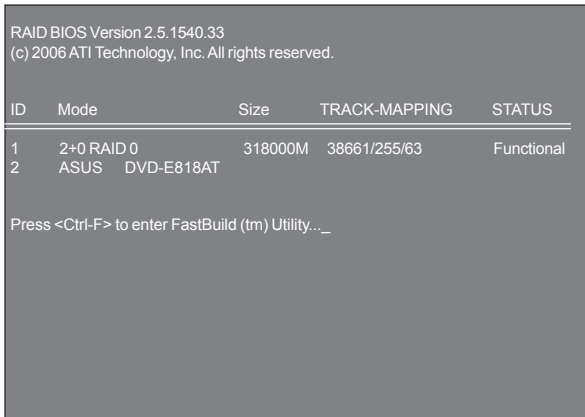 RAID BIOS Version 2.5.1540.33
(c) 2006 ATI Technology, Inc. All rights reserved.
ID Mode Size TRACK-MAPPING STATUS
1 2+0 RAID 0 318000M 38661/255/63 Functional
2 ASUS DVD-E818AT
Press <Ctrl-F> to enter FastBuild (tm) Utility..._